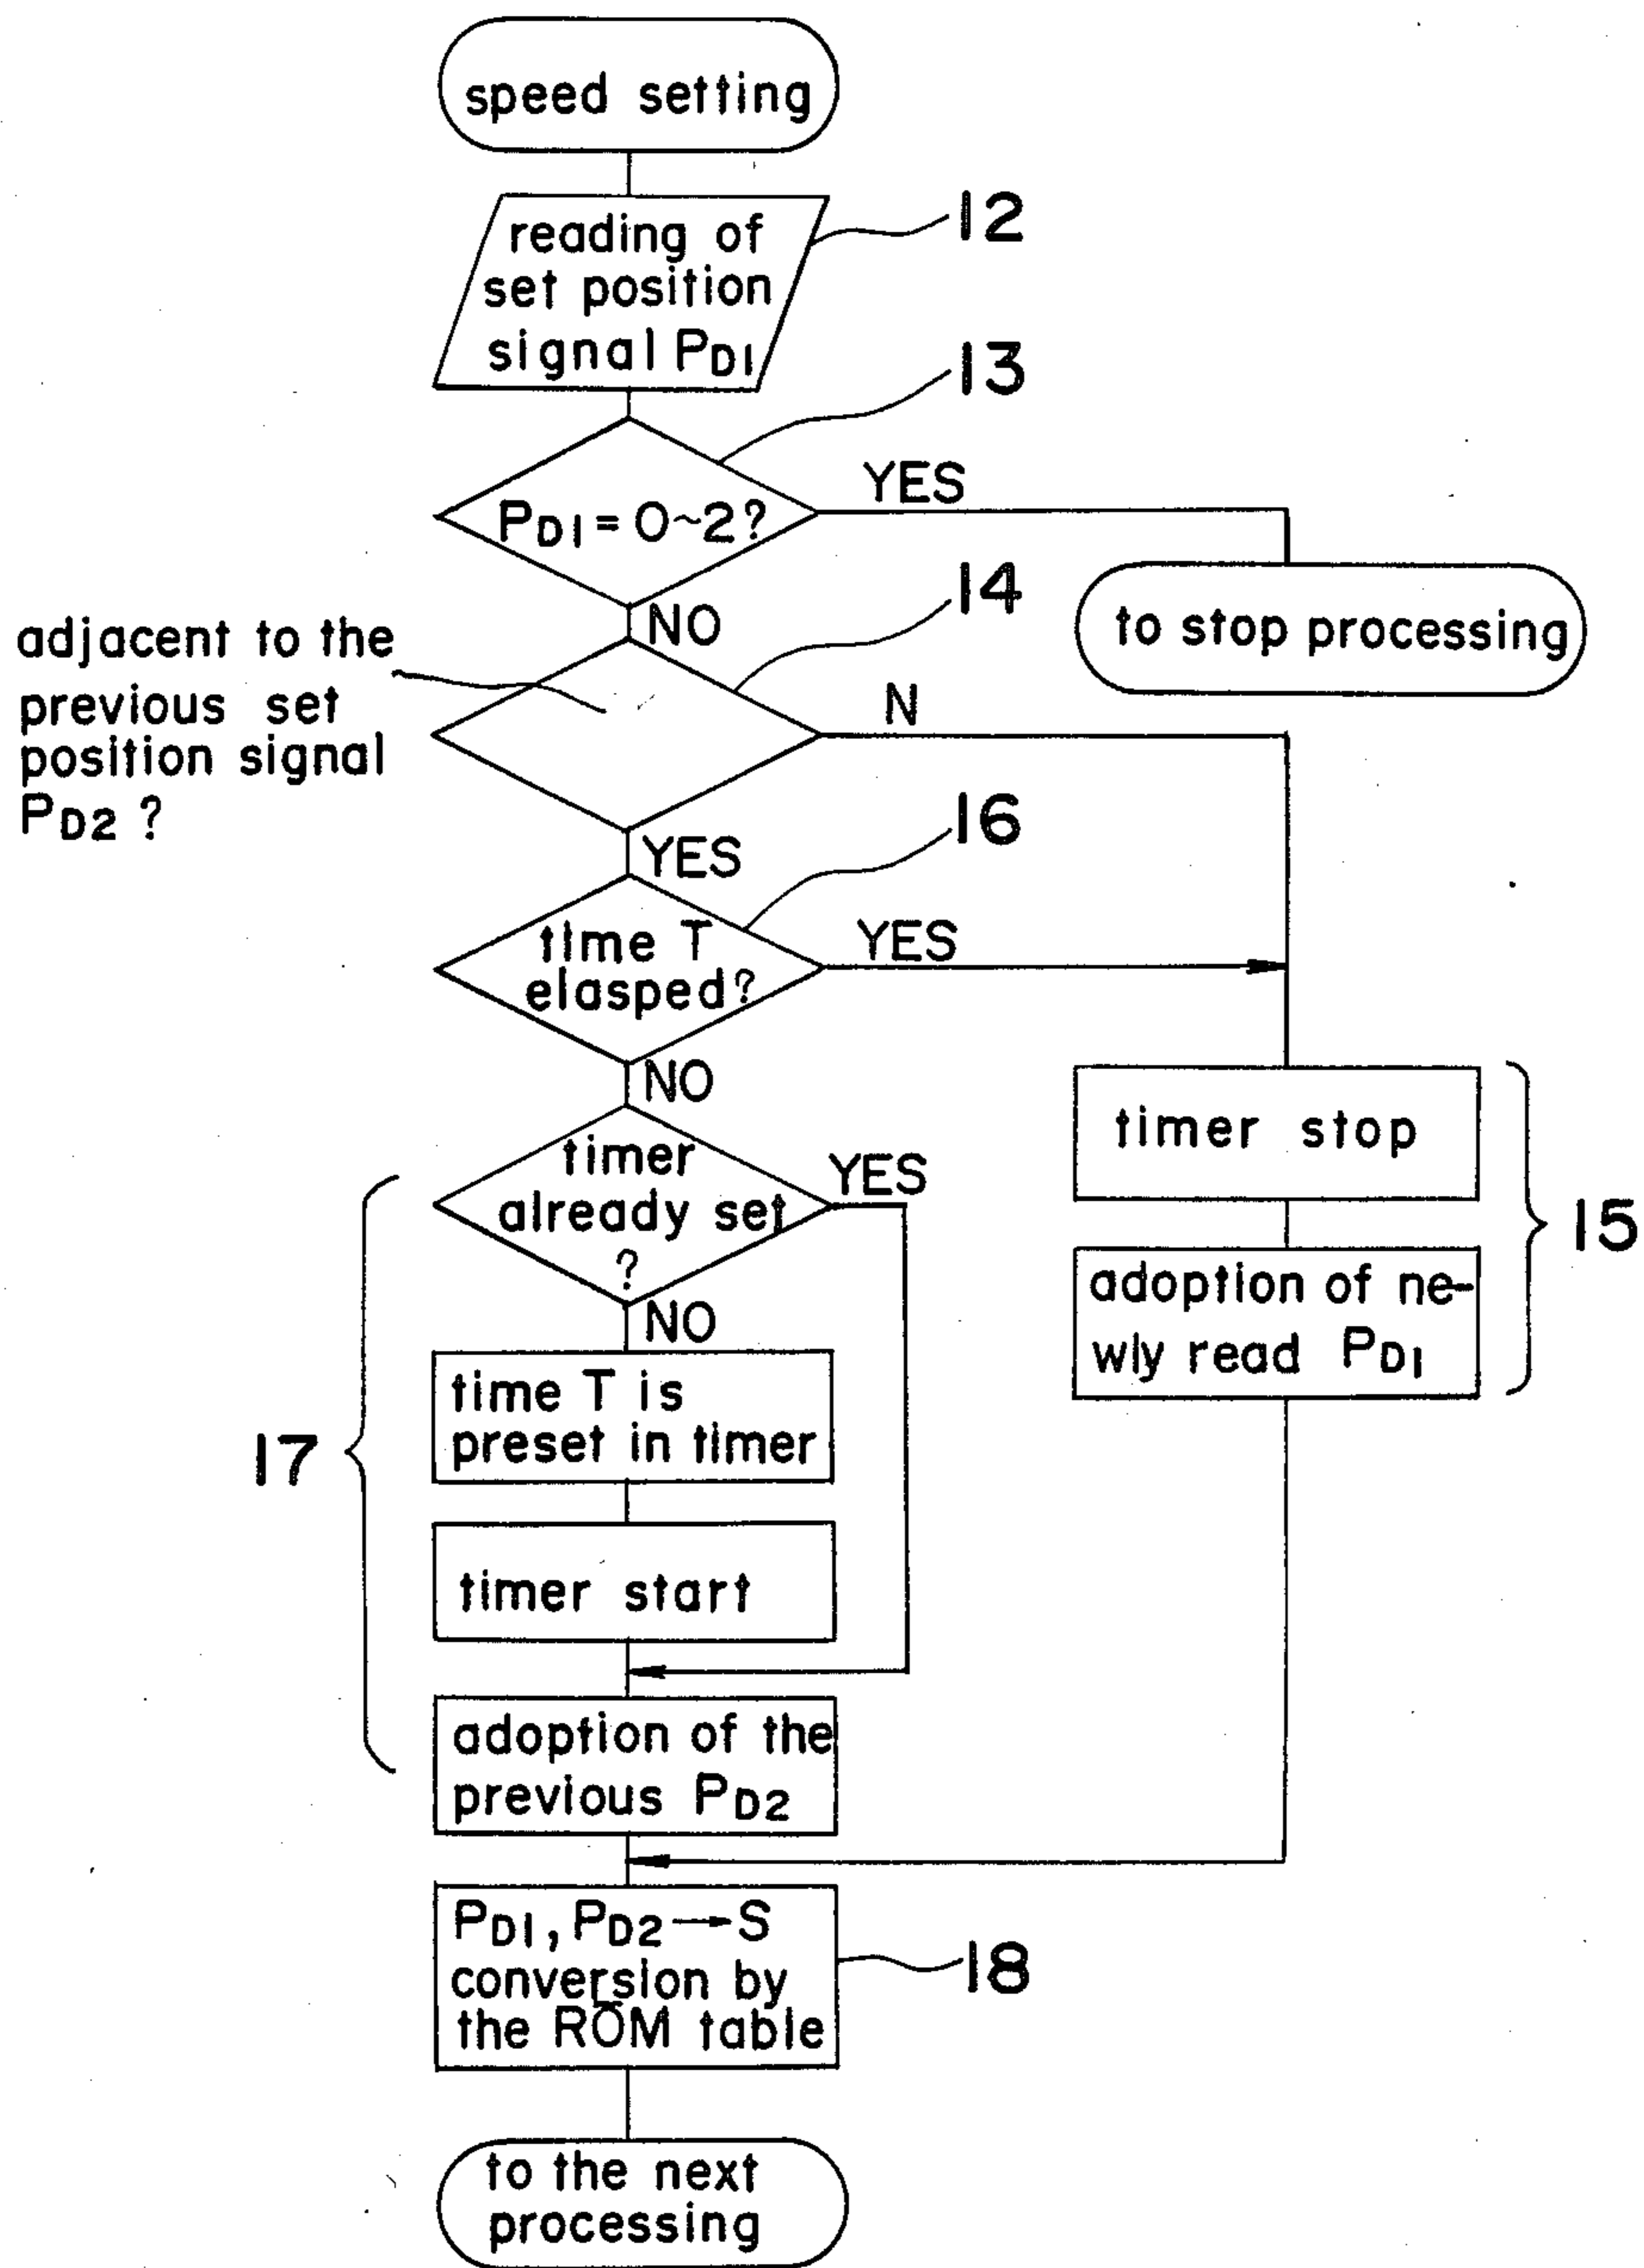 speed setting
reading of
set position
signal PD1
12
13
PD1 = 0~2?
YES
NO
14
to stop processing
adjacent to the
previous set
position signal
PD2 ?
N
YES
16
time T
elasped?
YES
NO
timer
already set
?
YES
NO
timer stop
adoption of ne-
wly read PD1
15
time T is
preset in timer
17
timer start
adoption of the
previous PD2
PD1, PD2 → S
conversion by
the ROM table
18
to the next
processing